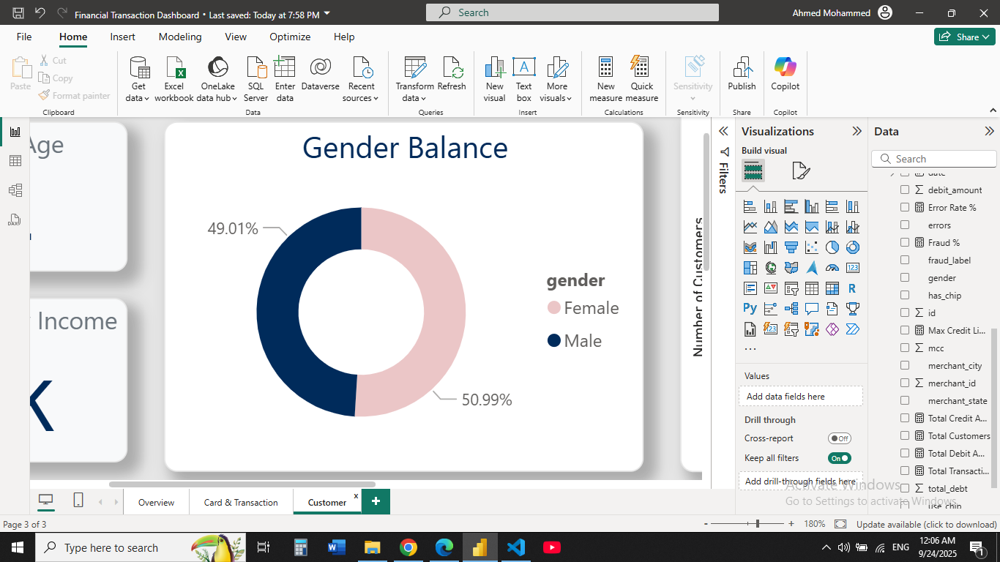 Financial Transaction Dashboard • Last saved: Today at 7:58 PM
Search
Ahmed Mohammed
File
Home
Insert
Modeling
View
Optimize
Help
Share
Paste
Cut
Copy
Format painter
Clipboard
Get data
Excel workbook
OneLake data hub
SQL Server
Enter data
Dataverse
Recent sources
Data
Transform data
Refresh
Queries
New visual
Text box
More visuals
Insert
New measure
Quick measure
Calculations
Sensitivity
Sensitivity
Publish
Share
Copilot
Copilot
Age
Income
K
Gender Balance
49.01%
50.99%
gender
Female
Male
Number of Customers
Filters
Visualizations
Build visual
R
Py
123
...
Values
Add data fields here
Drill through
Cross-report
Off
Keep all filters
On
Add drill-through fields here
Data
Search
date
debit_amount
Error Rate %
errors
Fraud %
fraud_label
gender
has_chip
id
Max Credit Li...
mcc
merchant_city
merchant_id
merchant_state
Total Credit A...
Total Customers
Total Debit A...
Total Transacti...
total_debt
use_chip
Activate Windows
Go to Settings to activate Windows.
Overview
Card & Transaction
Customer
x
+
Page 3 of 3
- + 180%
Update available (click to download)
Type here to search
ENG
12:06 AM
9/24/2025
1